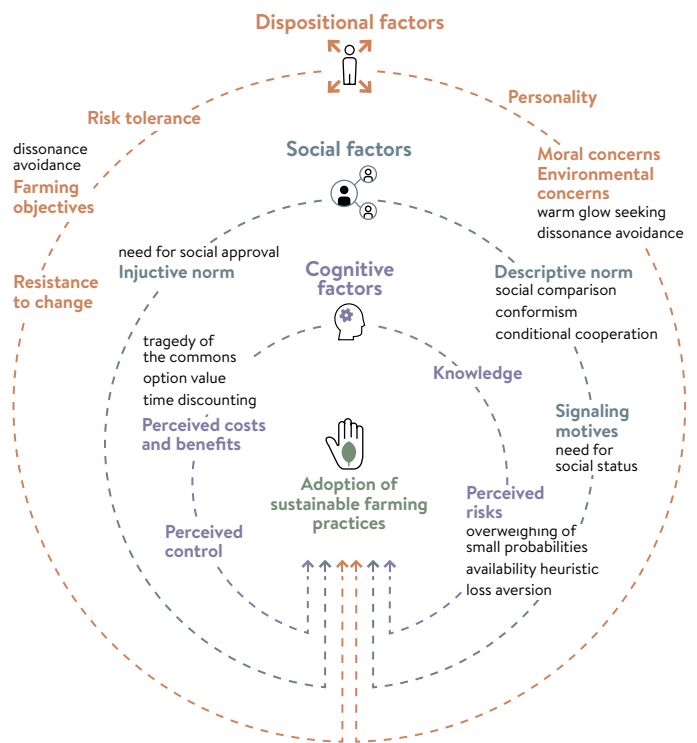 Dispositional factors
Personality
Risk tolerance
dissonance
avoidance
Farming
objectives
Resistance
to change
Moral concerns
Environmental
concerns
warm glow seeking
dissonance avoidance
Social factors
need for social approval
Injuctive norm
Descriptive norm
social comparison
conformism
conditional cooperation
Signaling
motives
need for
social status
Cognitive
factors
tragedy of
the commons
option value
time discounting
Perceived costs
and benefits
Perceived
control
Knowledge
Perceived
risks
overweighing of
small probabilities
availability heuristic
loss aversion
Adoption of
sustainable farming
practices